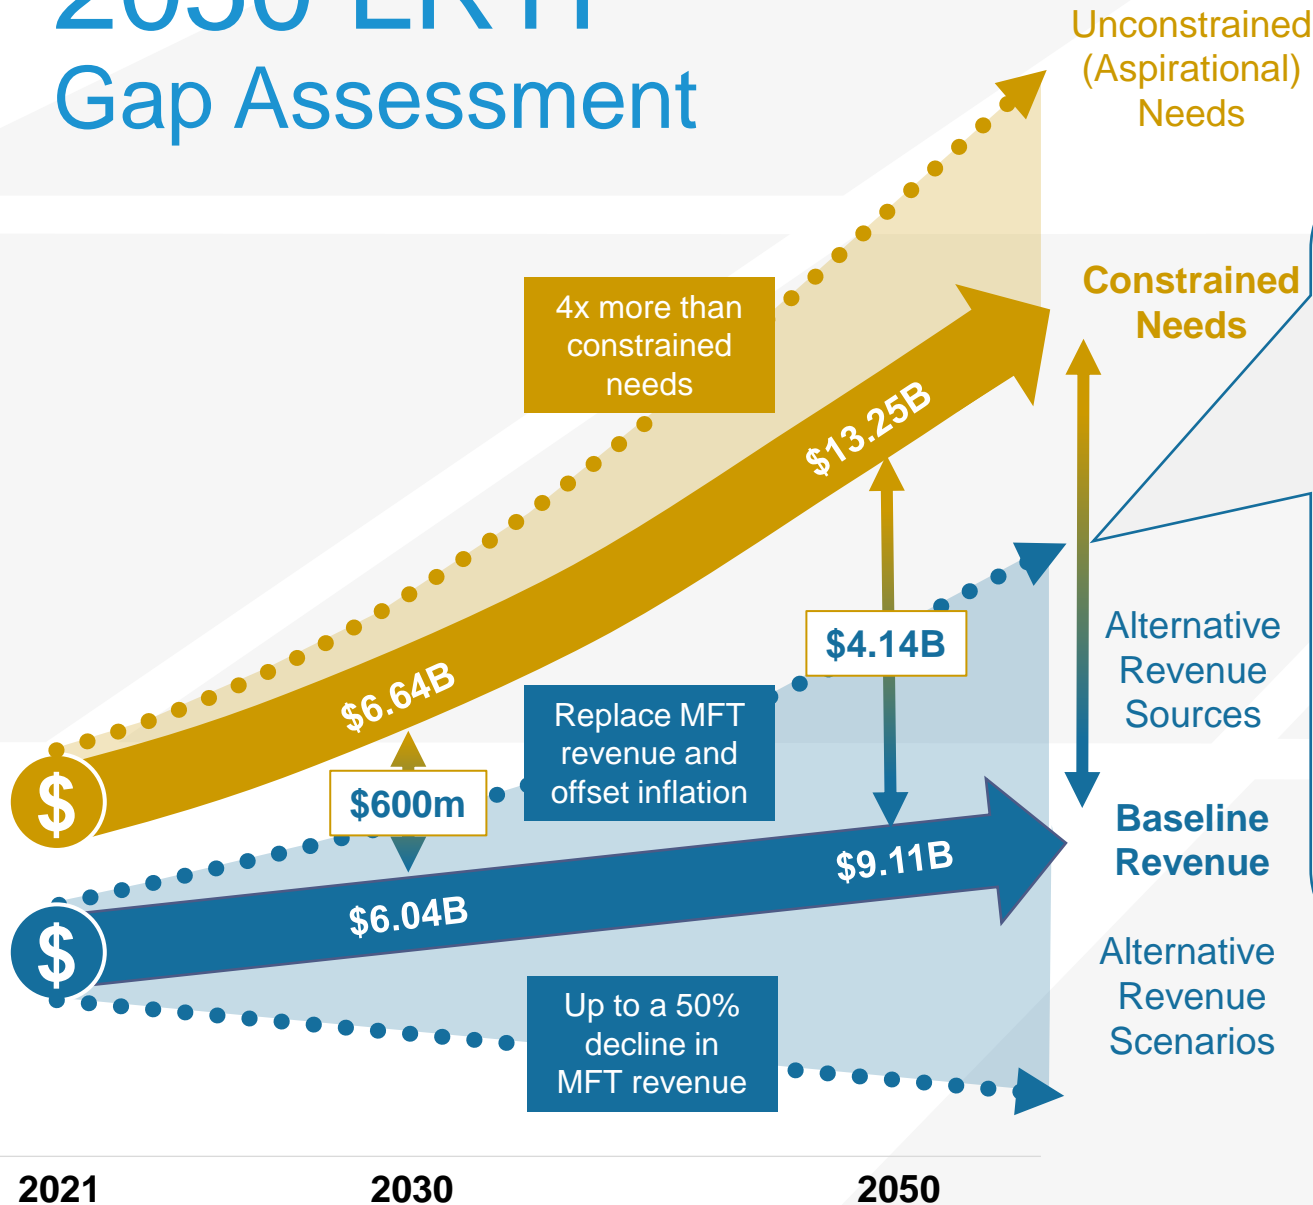 Gap Assessment
Unconstrained
(Aspirational)
Needs
4x more than
constrained
needs
Constrained
Needs
$13.25B
$6.64B
$4.14B
Alternative
Revenue
Sources
Replace MFT
revenue and
offset inflation
$600m
$
Baseline
Revenue
$9.11B
$6.04B
$
Alternative
Revenue
Scenarios
Up to a 50%
decline in
MFT revenue
2021 2030 2050